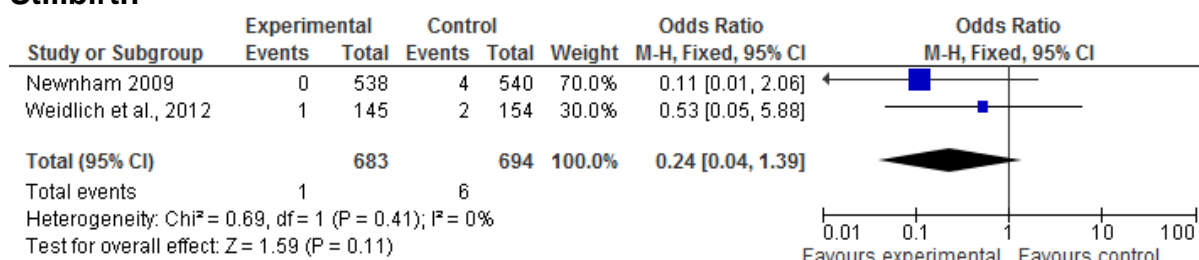 Stillbirth
Experimental Control Odds Ratio Odds Ratio
Study or Subgroup Events Total Events Total Weight M-H, Fixed, 95% CI M-H, Fixed, 95% CI
Newnham 2009 0 538 4 540 70.0% 0.11 [0.01, 2.06]
Weidlich et al., 2012 1 145 2 154 30.0% 0.53 [0.05, 5.88]
Total (95% CI) 683 694 100.0% 0.24 [0.04, 1.39]
Total events 1 6
Heterogeneity: Chi² = 0.69, df = 1 (P = 0.41); I² = 0%
Test for overall effect: Z = 1.59 (P = 0.11)
0.01 0.1 1 10 100
Favours experimental Favours control